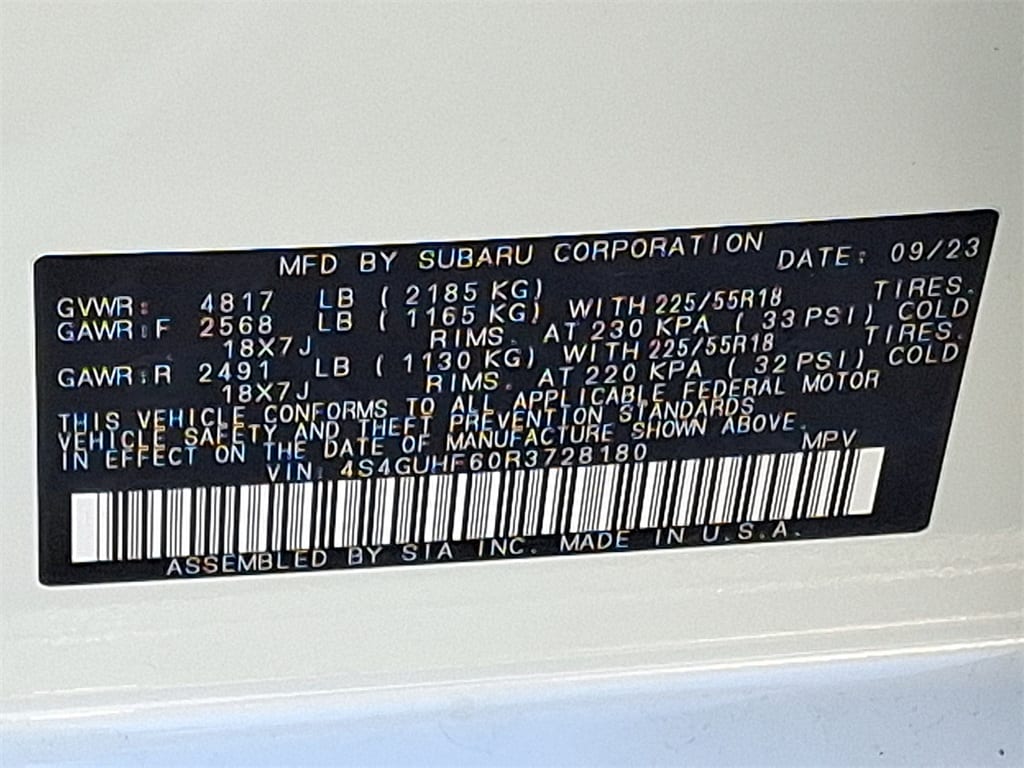 MFD BY SUBARU CORPORATION DATE: 09/23
GVWR: 4817 LB ( 2185 KG)
GAWR:F 2568 LB ( 1165 KG) WITH 225/55R18 TIRES.
18X7J RIMS. AT 230 KPA ( 33 PSI) COLD
GAWR:R 2491 LB ( 1130 KG) WITH 225/55R18 TIRES.
18X7J RIMS. AT 220 KPA ( 32 PSI) COLD
THIS VEHICLE CONFORMS TO ALL APPLICABLE FEDERAL MOTOR
VEHICLE SAFETY AND THEFT PREVENTION STANDARDS
IN EFFECT ON THE DATE OF MANUFACTURE SHOWN ABOVE.
VIN: 4S4GUHF60R3728180 MPV
ASSEMBLED BY SIA INC. MADE IN U.S.A.